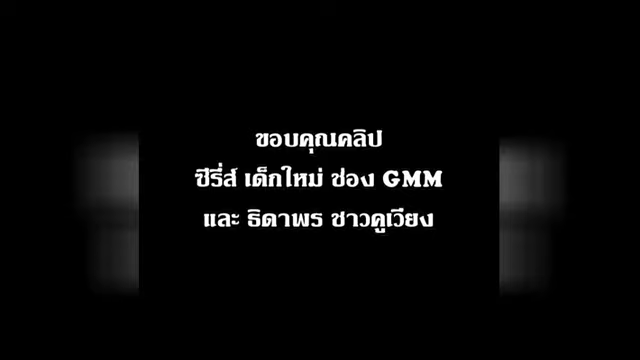 ขอบคุณคลิป
ซีรี่ส์ เด็กใหม่ ช่อง GMM
และ ธิดาพร ชาวคูเวียง